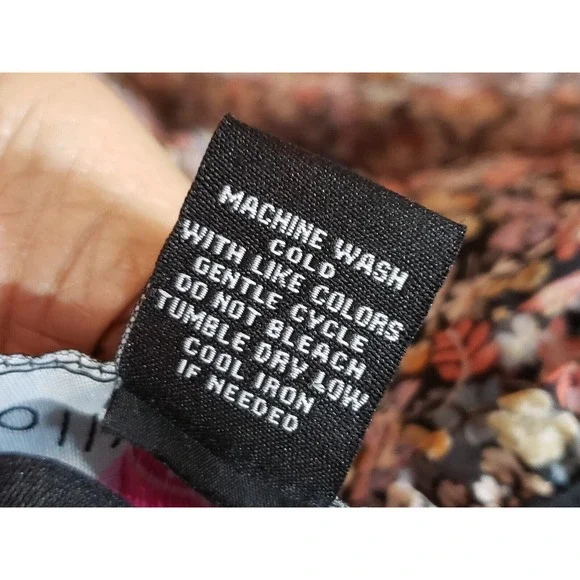 MACHINE WASH
COLD
WITH LIKE COLORS
GENTLE CYCLE
DO NOT BLEACH
TUMBLE DRY LOW
COOL IRON
IF NEEDED